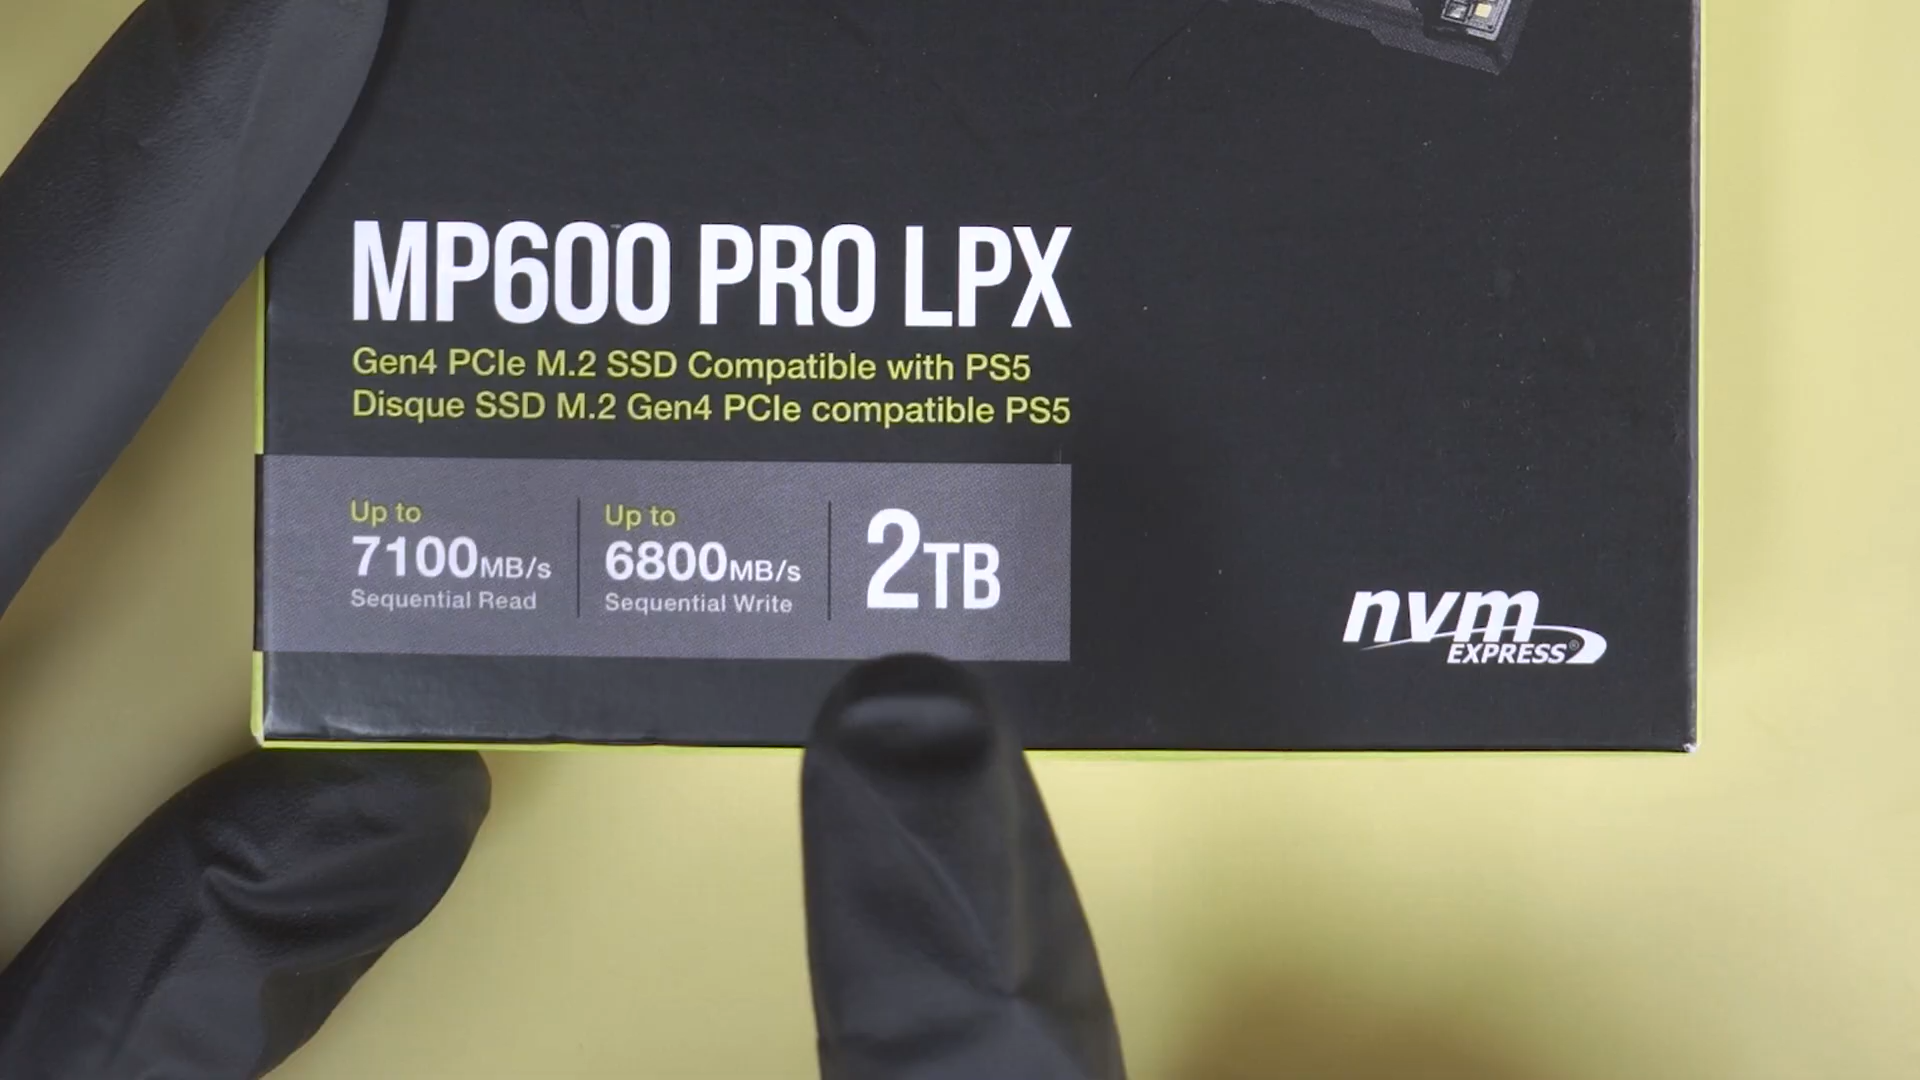 MP600 PRO LPX
Gen4 PCIe M.2 SSD Compatible with PS5
Disque SSD M.2 Gen4 PCIe compatible PS5
Up to
7100MB/s
Sequential Read
Up to
6800MB/s
Sequential Write
2TB
nvm
EXPRESS®